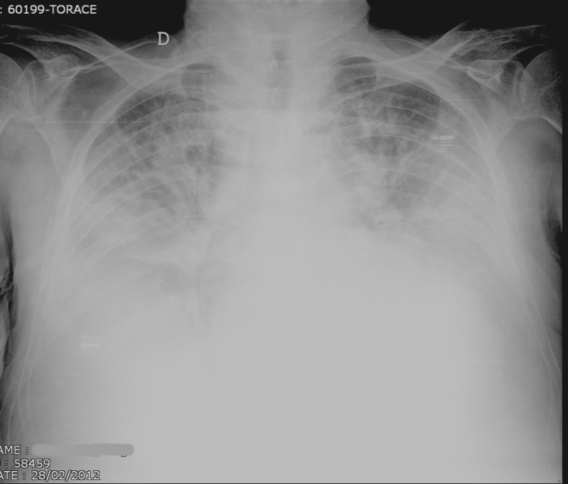 : 60199-TORACE
D
AME :
: 58459
ATE : 28/02/2012